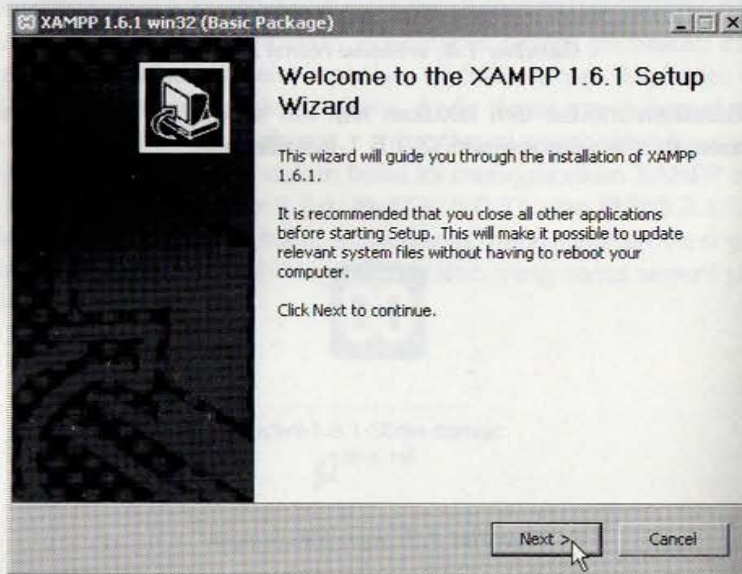 XAMPP 1.6.1 win32 (Basic Package)
Welcome to the XAMPP 1.6.1 Setup
Wizard
This wizard will guide you through the installation of XAMPP
1.6.1.
It is recommended that you close all other applications
before starting Setup. This will make it possible to update
relevant system files without having to reboot your
computer.
Click Next to continue.
Next >
Cancel